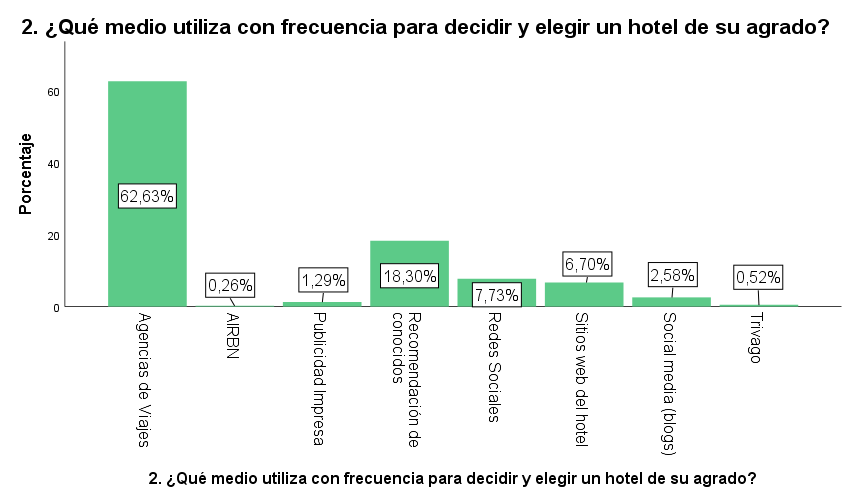 2. ¿Qué medio utiliza con frecuencia para decidir y elegir un hotel de su agrado?
Porcentaje
60
40
20
0
62,63%
0,26%
1,29%
18,30%
7,73%
6,70%
2,58%
0,52%
Agencias de Viajes
AIRBN
Publicidad Impresa
Recomendación de
conocidos
Redes Sociales
Sitios web del hotel
Social media (blogs)
Trivago
2. ¿Qué medio utiliza con frecuencia para decidir y elegir un hotel de su agrado?